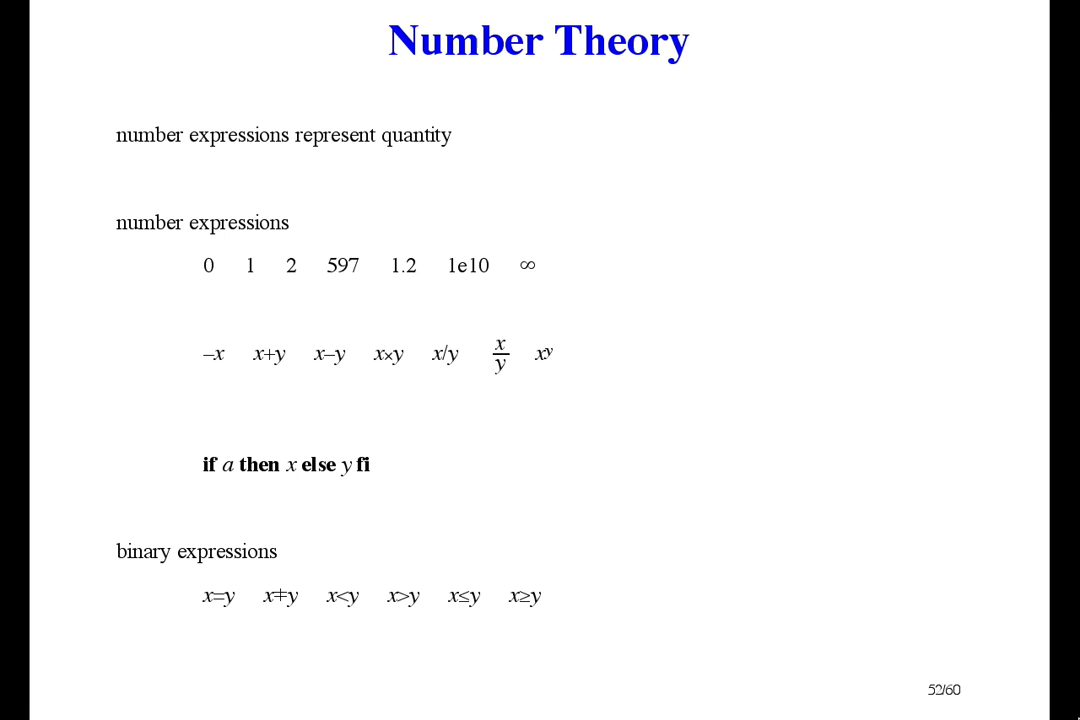 Number Theory
number expressions represent quantity
number expressions
0 1 2 597 1.2 1e10 ∞
–x x+y x–y x×y x/y x/y xʸ
if a then x else y fi
binary expressions
x=y x⧧y x<y x>y x≤y x≥y
52/60